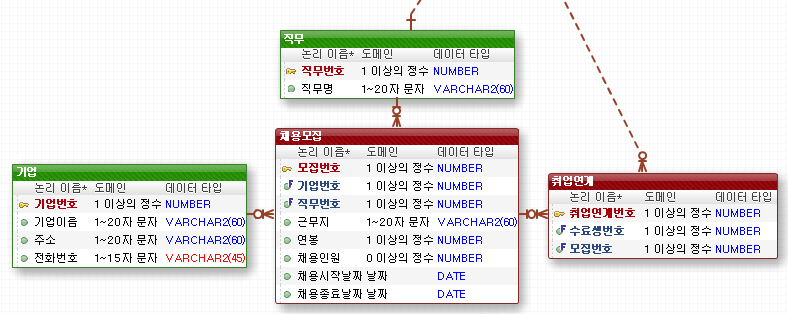 직무
논리 이름* 도메인 데이터 타입
직무번호 1 이상의 정수 NUMBER
직무명 1~20자 문자 VARCHAR2(60)
채용모집
논리 이름* 도메인 데이터 타입
모집번호 1 이상의 정수 NUMBER
기업번호 1 이상의 정수 NUMBER
직무번호 1 이상의 정수 NUMBER
근무지 1~20자 문자 VARCHAR2(60)
연봉 1 이상의 정수 NUMBER
채용인원 0 이상의 정수 NUMBER
채용시작날짜 날짜 DATE
채용종료날짜 날짜 DATE
기업
논리 이름* 도메인 데이터 타입
기업번호 1 이상의 정수 NUMBER
기업이음 1~20자 문자 VARCHAR2(60)
주소 1~20자 문자 VARCHAR2(60)
전화번호 1~15자 문자 VARCHAR2(45)
취업연계
논리 이름* 도메인 데이터 타입
취업연계번호 1 이상의 정수 NUMBER
수료생번호 1 이상의 정수 NUMBER
모집번호 1 이상의 정수 NUMBER